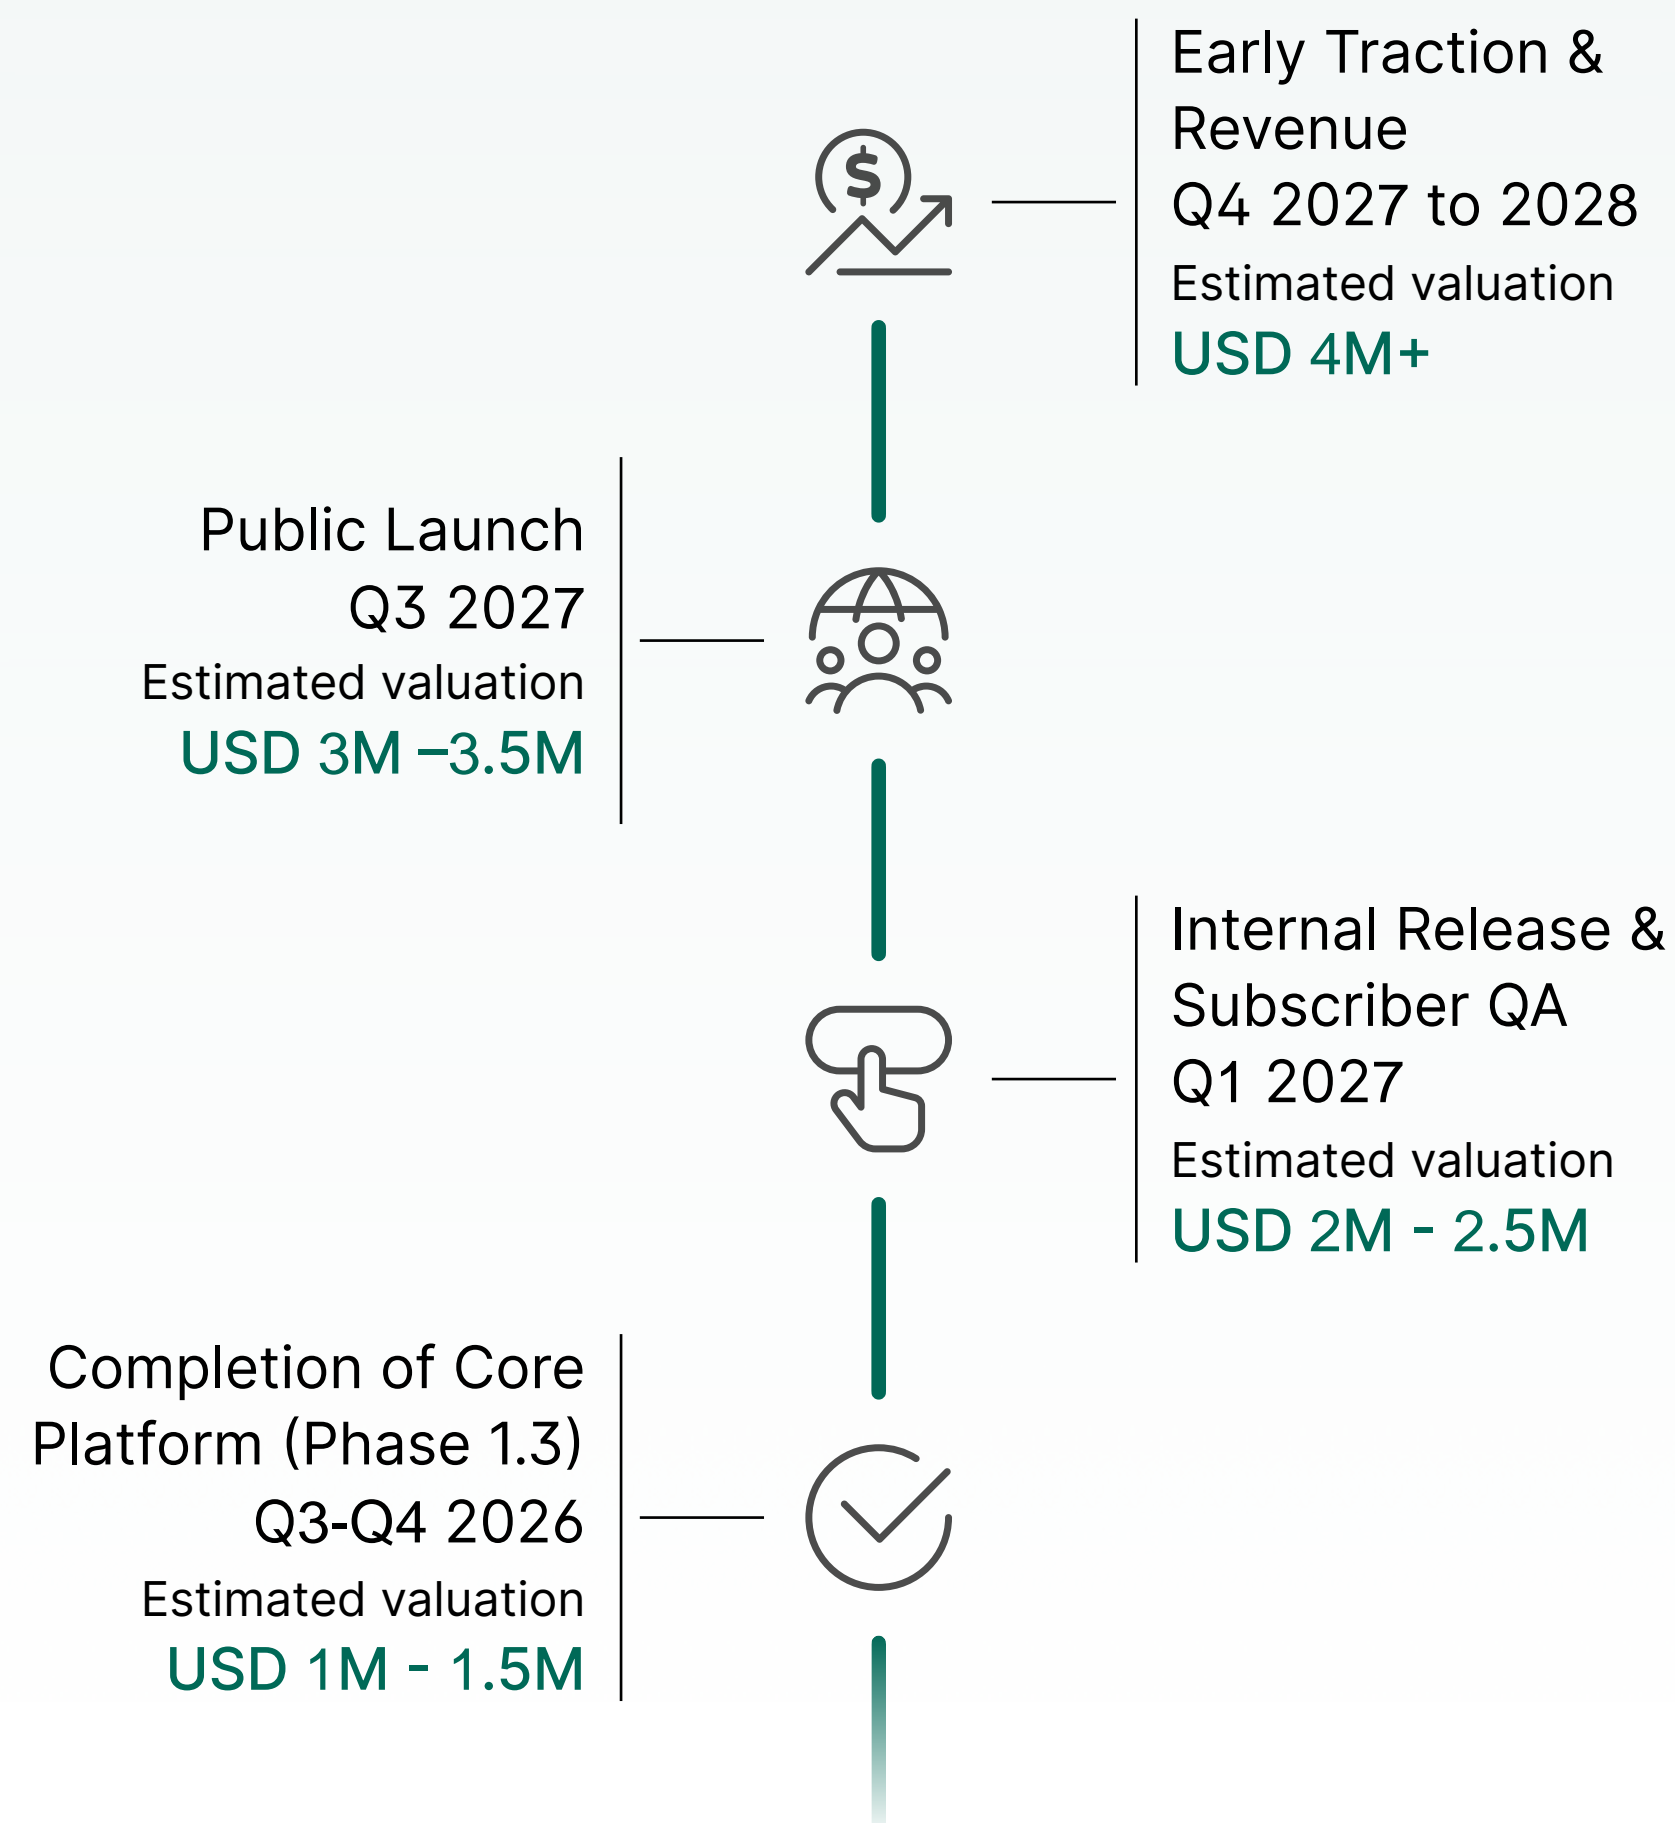 Early Traction &
Revenue
Q4 2027 to 2028
Estimated valuation
USD 4M+
Public Launch
Q3 2027
Estimated valuation
USD 3M –3.5M
Internal Release &
Subscriber QA
Q1 2027
Estimated valuation
USD 2M - 2.5M
Completion of Core
Platform (Phase 1.3)
Q3-Q4 2026
Estimated valuation
USD 1M - 1.5M